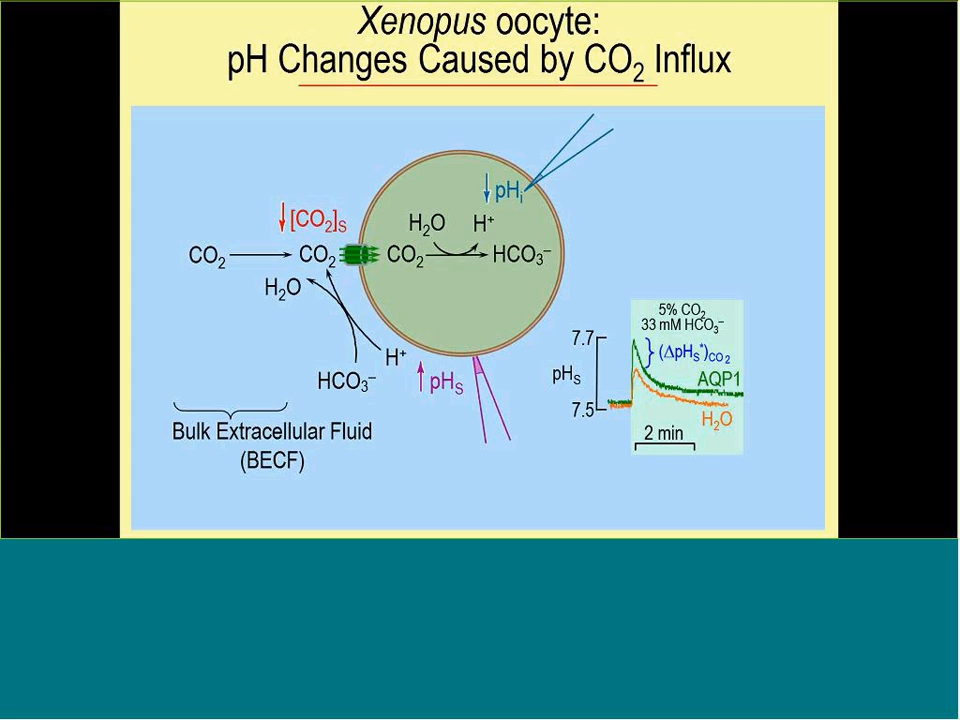 Xenopus oocyte:
pH Changes Caused by CO₂ Influx
↓ pHᵢ
↓ [CO₂]S
H₂O H⁺
CO₂ CO₂ CO₂ HCO₃⁻
H₂O
H⁺
HCO₃⁻ ↑ pHS
Bulk Extracellular Fluid
(BECF)
5% CO₂
33 mM HCO₃⁻
7.7
(ΔpHS*)CO₂
pHS
AQP1
7.5
H₂O
2 min